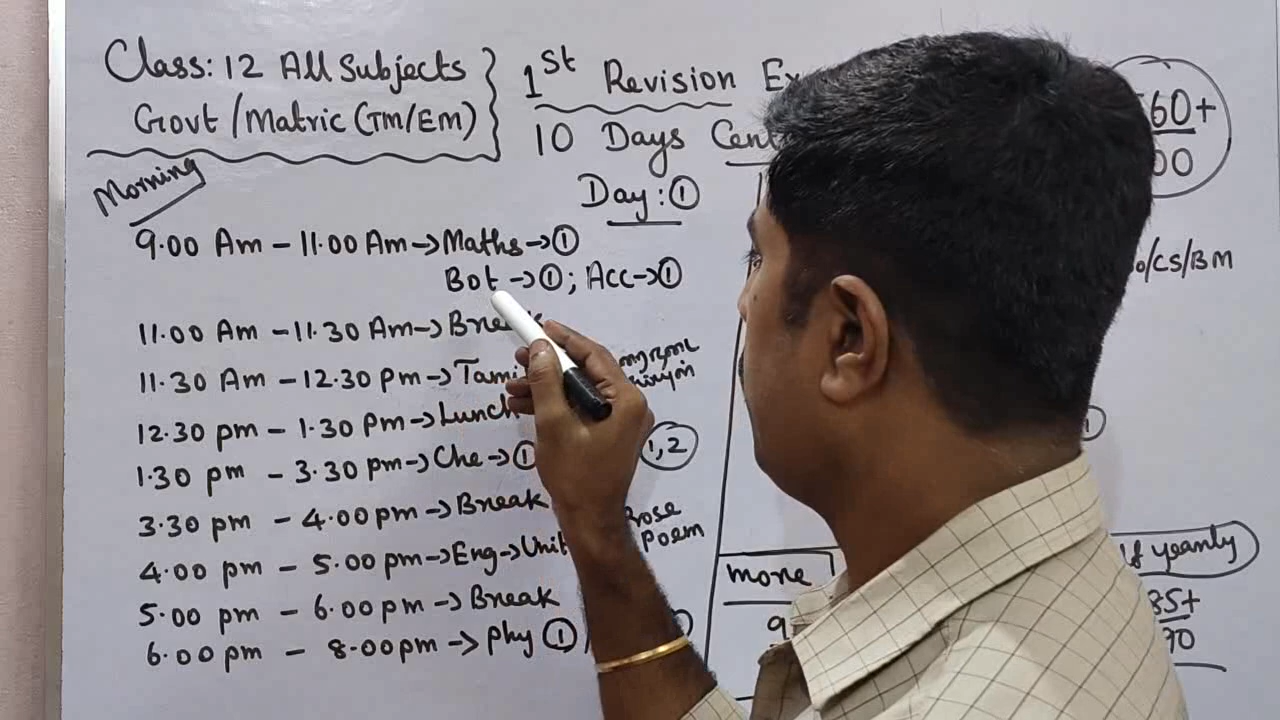 Class: 12 All Subjects
Govt/Matric (TM/EM)
1st Revision
10 Days
Day: ①
Morning
9.00 Am - 11.00 Am → Maths → ①
Bot → ①; Acc → ①
11.00 Am - 11.30 Am → Break
11.30 Am - 12.30 pm →
12.30 pm - 1.30 pm → Lunch
1.30 pm - 3.30 pm → Che → ①
1,2
3.30 pm - 4.00 pm → Break
4.00 pm - 5.00 pm → Eng → Unit
Poem
5.00 pm - 6.00 pm → Break
6.00 pm - 8.00 pm → phy ①
60+
00
/CS/BM
more
9
yearly
85+
90